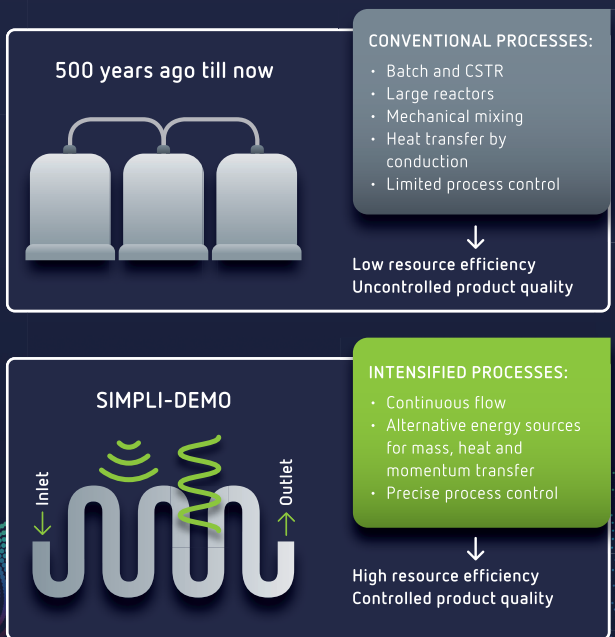 500 years ago till now
CONVENTIONAL PROCESSES:
· Batch and CSTR
· Large reactors
· Mechanical mixing
· Heat transfer by
conduction
· Limited process control
Low resource efficiency
Uncontrolled product quality
SIMPLI-DEMO
Inlet
Outlet
INTENSIFIED PROCESSES:
· Continuous flow
· Alternative energy sources
for mass, heat and
momentum transfer
· Precise process control
High resource efficiency
Controlled product quality